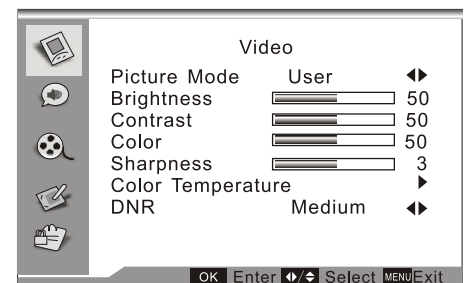 Video
Picture Mode User
Brightness 50
Contrast 50
Color 50
Sharpness 3
Color Temperature
DNR Medium
OK Enter Select MENU Exit